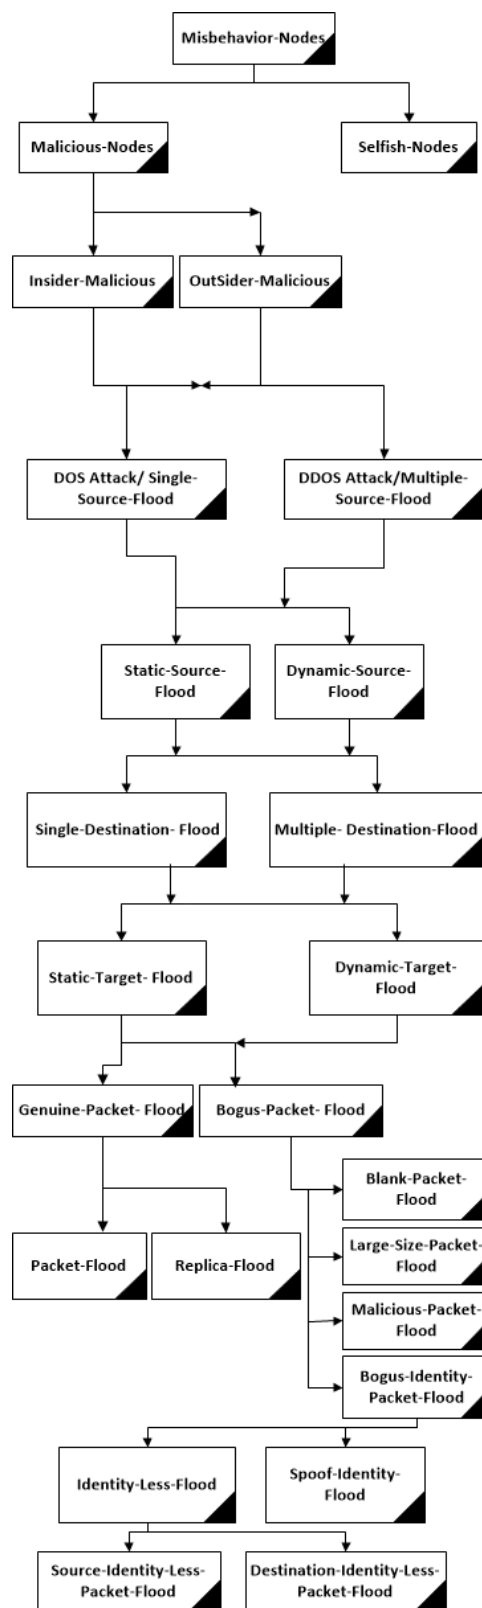 Misbehavior-Nodes
Malicious-Nodes
Selfish-Nodes
Insider-Malicious
OutSider-Malicious
DOS Attack/ Single-
Source-Flood
DDOS Attack/Multiple-
Source-Flood
Static-Source-
Flood
Dynamic-Source-
Flood
Single-Destination- Flood
Multiple- Destination-Flood
Static-Target- Flood
Dynamic-Target-
Flood
Genuine-Packet- Flood
Bogus-Packet- Flood
Blank-Packet-
Flood
Packet-Flood
Replica-Flood
Large-Size-Packet-
Flood
Malicious-Packet-
Flood
Bogus-Identity-
Packet-Flood
Identity-Less-Flood
Spoof-Identity-
Flood
Source-Identity-Less-
Packet-Flood
Destination-Identity-Less-
Packet-Flood